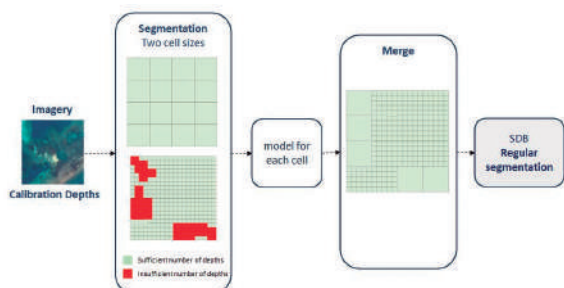 Imagery
Calibration Depths
Segmentation
Two cell sizes
Sufficient number of depths
Insufficient number of depths
model for
each cell
Merge
SDB
Regular
segmentation